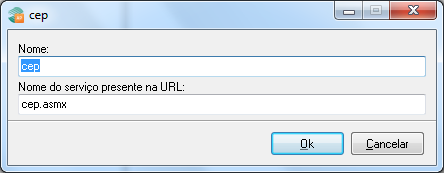 cep
Nome:
cep
Nome do serviço presente na URL:
cep.asmx
Ok
Cancelar